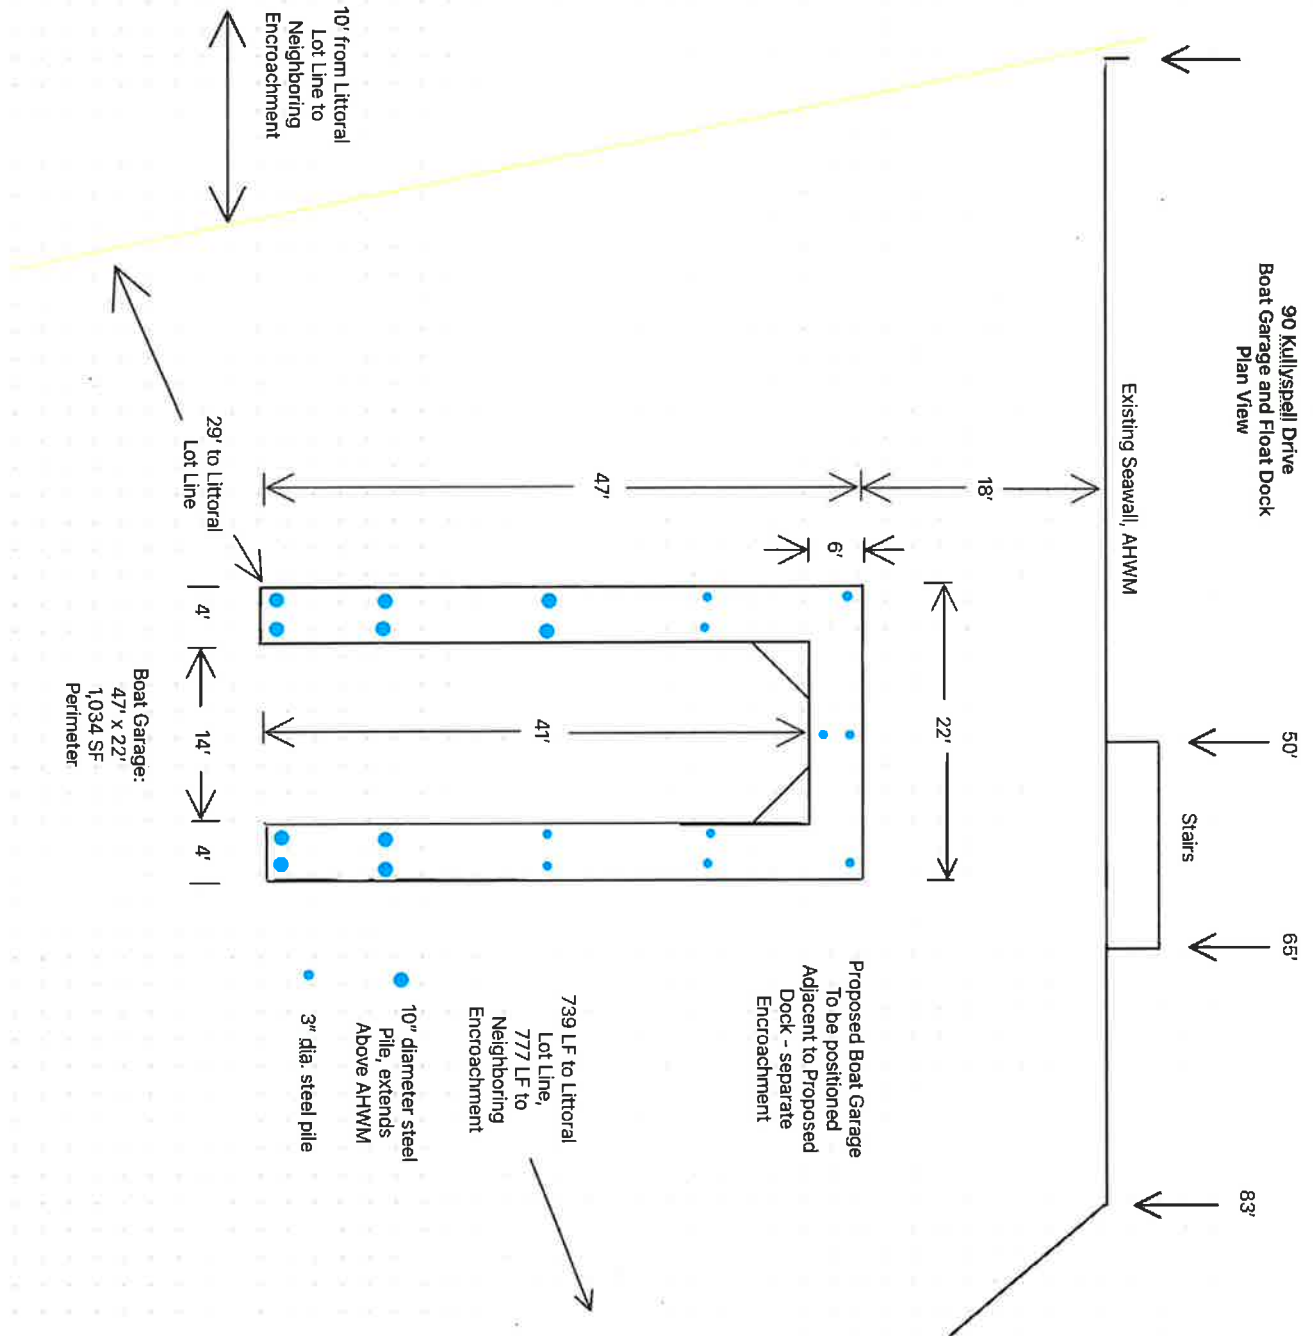 90 Kullyspell Drive
Boat Garage and Float Dock
Plan View
50'
65'
83'
Stairs
Existing Seawall, AHWM
18'
47'
6'
22'
41'
Proposed Boat Garage
To be positioned
Adjacent to Proposed
Dock - separate
Encroachment
739 LF to Littoral
Lot Line,
777 LF to
Neighboring
Encroachment
10" diameter steel
Pile, extends
Above AHWM
3" dia. steel pile
10' from Littoral
Lot Line to
Neighboring
Encroachment
29' to Littoral
Lot Line
4'
14'
4'
Boat Garage:
47' x 22'
1,034 SF
Perimeter